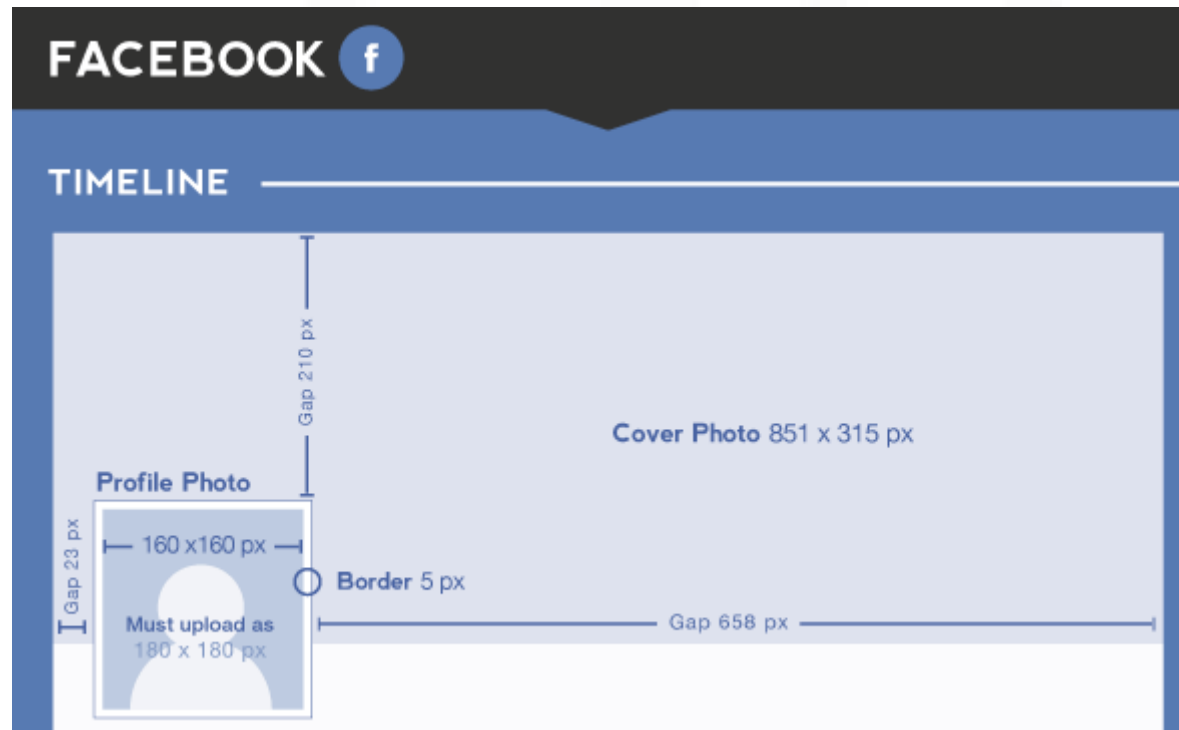 FACEBOOK f
TIMELINE
Gap 210 px
Cover Photo 851 x 315 px
Profile Photo
Gap 23 px
160 x160 px
Border 5 px
Must upload as
180 x 180 px
Gap 658 px